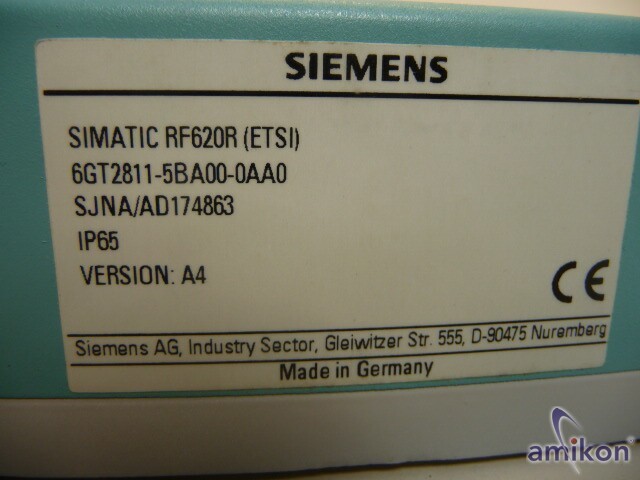 SIEMENS
SIMATIC RF620R (ETSI)
6GT2811-5BA00-0AA0
SJNA/AD174863
IP65
VERSION: A4
CE
Siemens AG, Industry Sector, Gleiwitzer Str. 555, D-90475 Nuremberg
Made in Germany
amikon